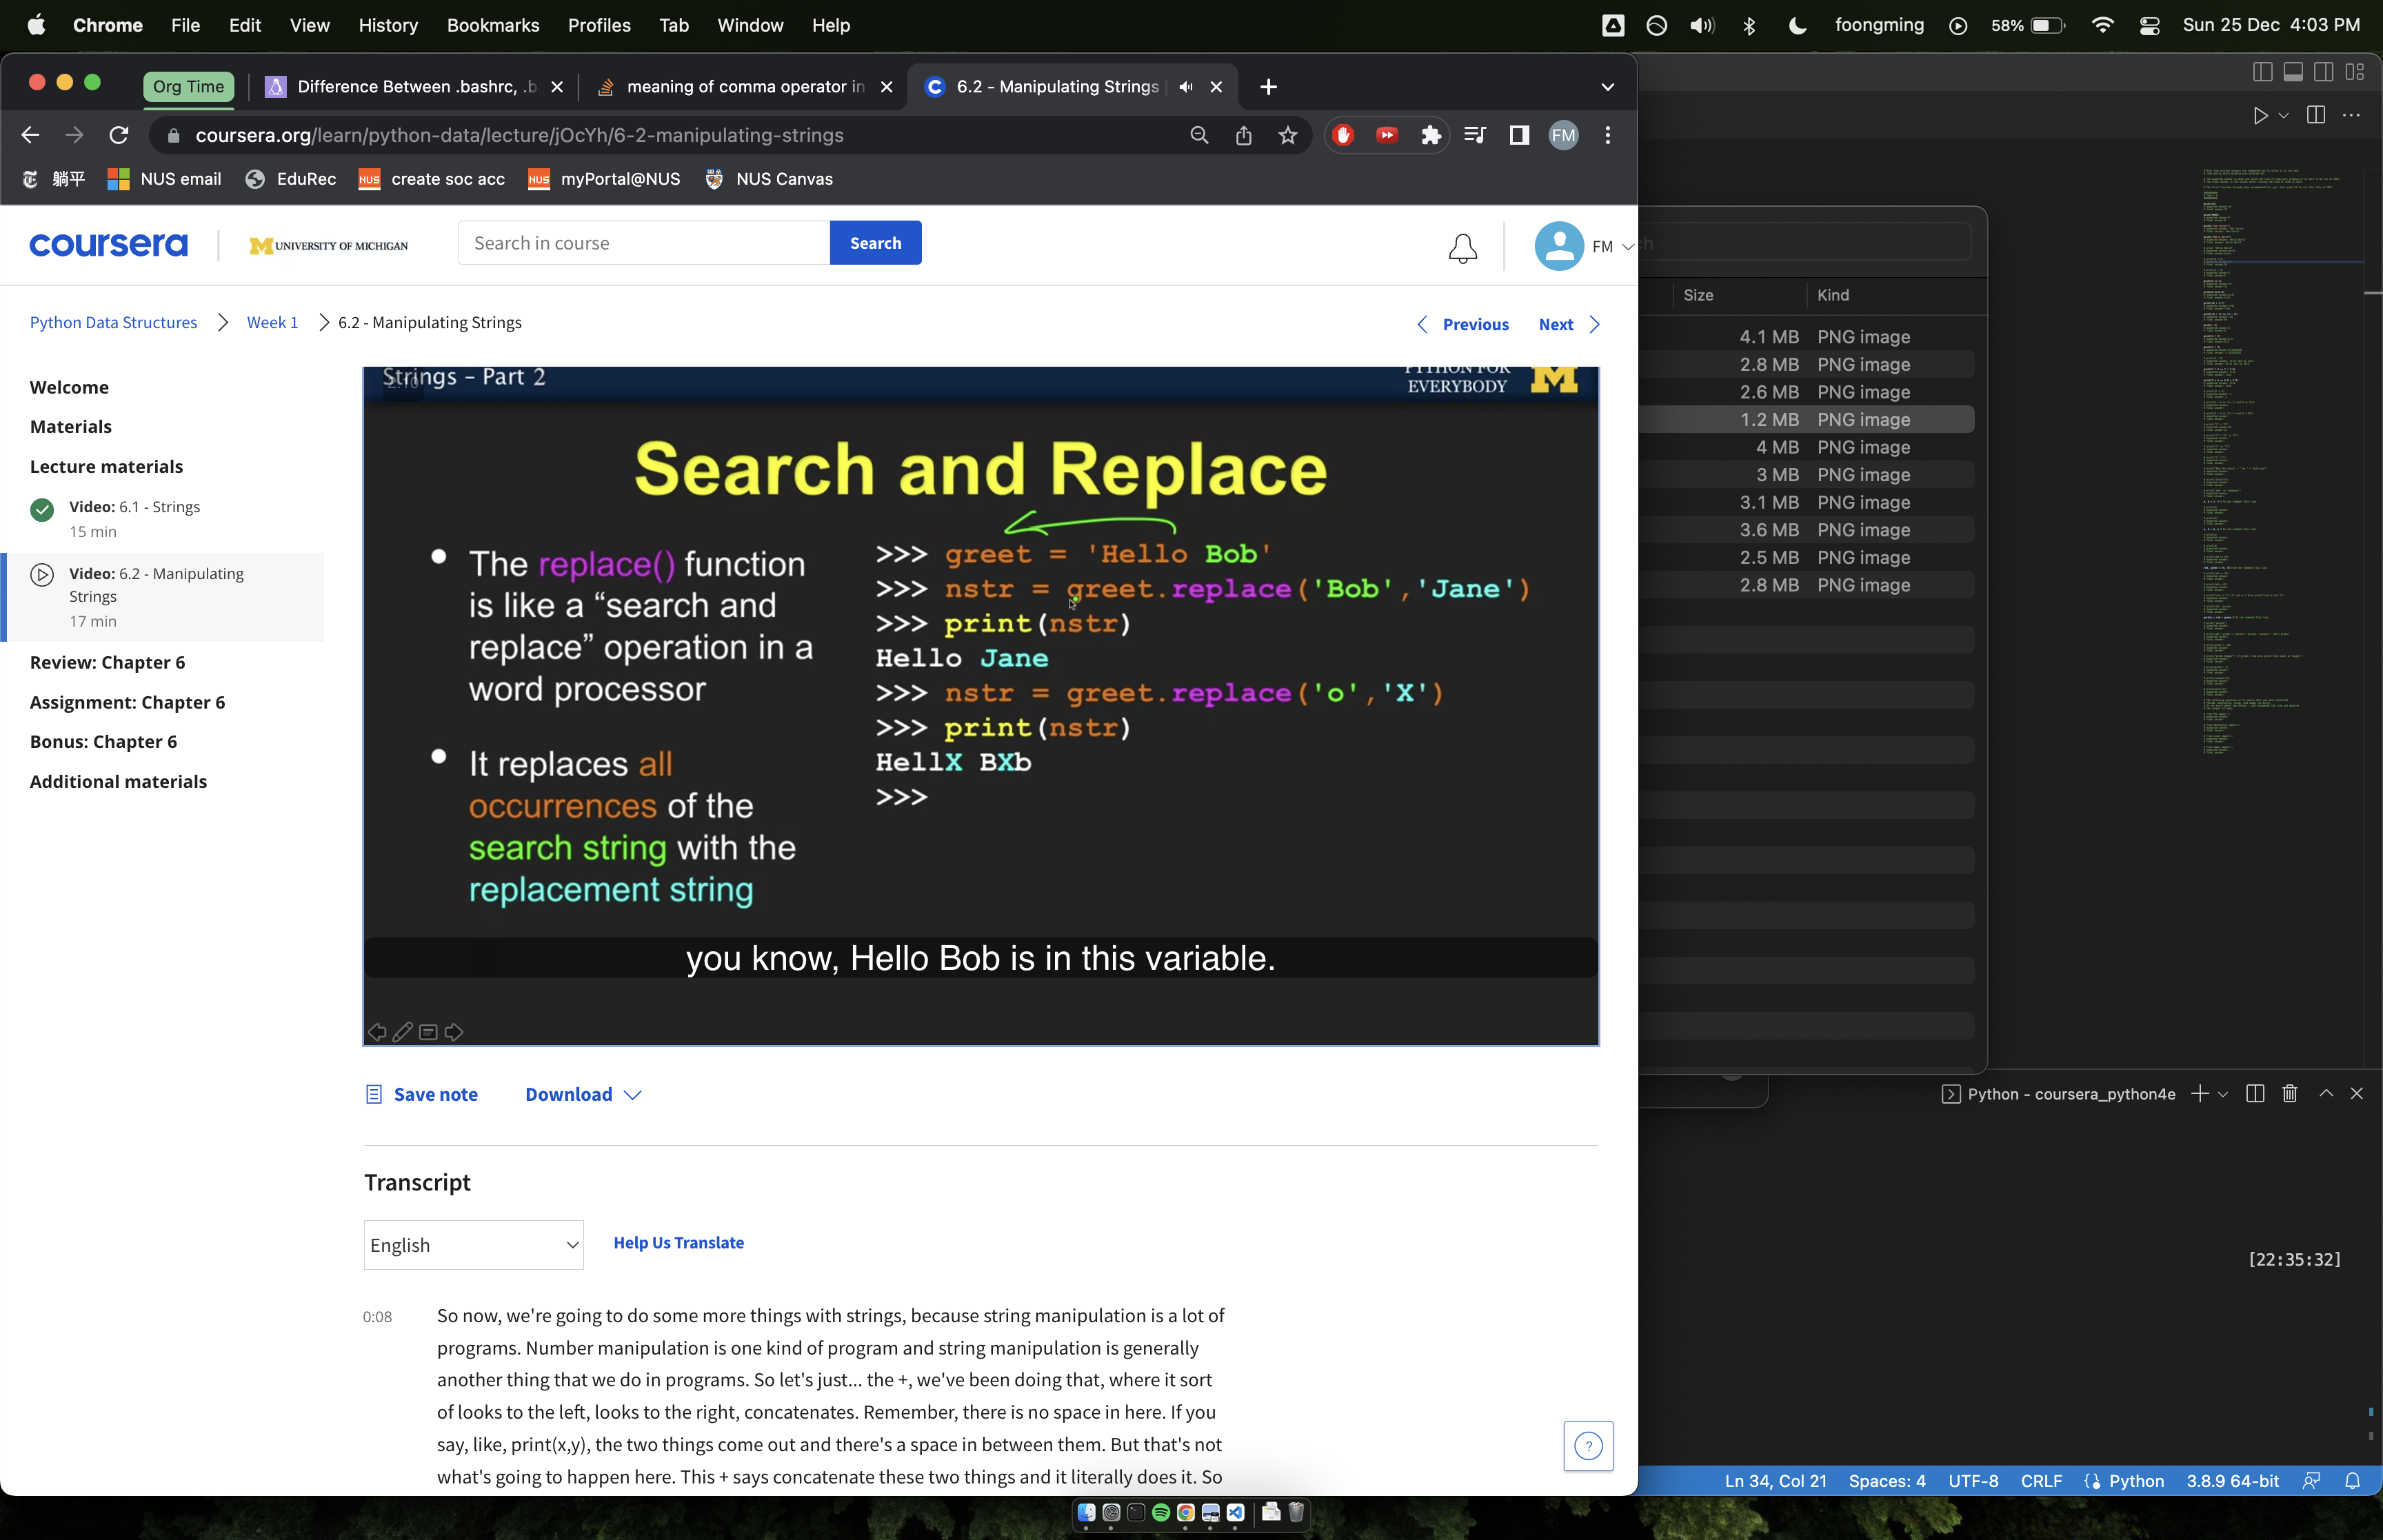 Chrome File Edit View History Bookmarks Profiles Tab Window Help foongming 58% Sun 25 Dec 4:03 PM
Org Time Difference Between .bashrc, .b meaning of comma operator in 6.2 - Manipulating Strings
coursera.org/learn/python-data/lecture/jOcYh/6-2-manipulating-strings FM
躺平 NUS email EduRec NUS create soc acc NUS myPortal@NUS NUS Canvas
coursera UNIVERSITY OF MICHIGAN Search in course Search FM
Python Data Structures Week 1 6.2 - Manipulating Strings Previous Next
Welcome
Materials
Lecture materials
Video: 6.1 - Strings
15 min
Video: 6.2 - Manipulating
Strings
17 min
Review: Chapter 6
Assignment: Chapter 6
Bonus: Chapter 6
Additional materials
Strings – Part 2
PYTHON FOR
EVERYBODY
Search and Replace
The replace() function
is like a “search and
replace” operation in a
word processor
It replaces all
occurrences of the
search string with the
replacement string
>>> greet = 'Hello Bob'
>>> nstr = greet.replace('Bob','Jane')
>>> print(nstr)
Hello Jane
>>> nstr = greet.replace('o','X')
>>> print(nstr)
HellX BXb
>>>
you know, Hello Bob is in this variable.
Save note Download
Transcript
English Help Us Translate
0:08 So now, we're going to do some more things with strings, because string manipulation is a lot of
programs. Number manipulation is one kind of program and string manipulation is generally
another thing that we do in programs. So let's just... the +, we've been doing that, where it sort
of looks to the left, looks to the right, concatenates. Remember, there is no space in here. If you
say, like, print(x,y), the two things come out and there's a space in between them. But that's not
what's going to happen here. This + says concatenate these two things and it literally does it. So
Size Kind
4.1 MB PNG image
2.8 MB PNG image
2.6 MB PNG image
1.2 MB PNG image
4 MB PNG image
3 MB PNG image
3.1 MB PNG image
3.6 MB PNG image
2.5 MB PNG image
2.8 MB PNG image
Python - coursera_python4e
[22:35:32]
Ln 34, Col 21 Spaces: 4 UTF-8 CRLF Python 3.8.9 64-bit